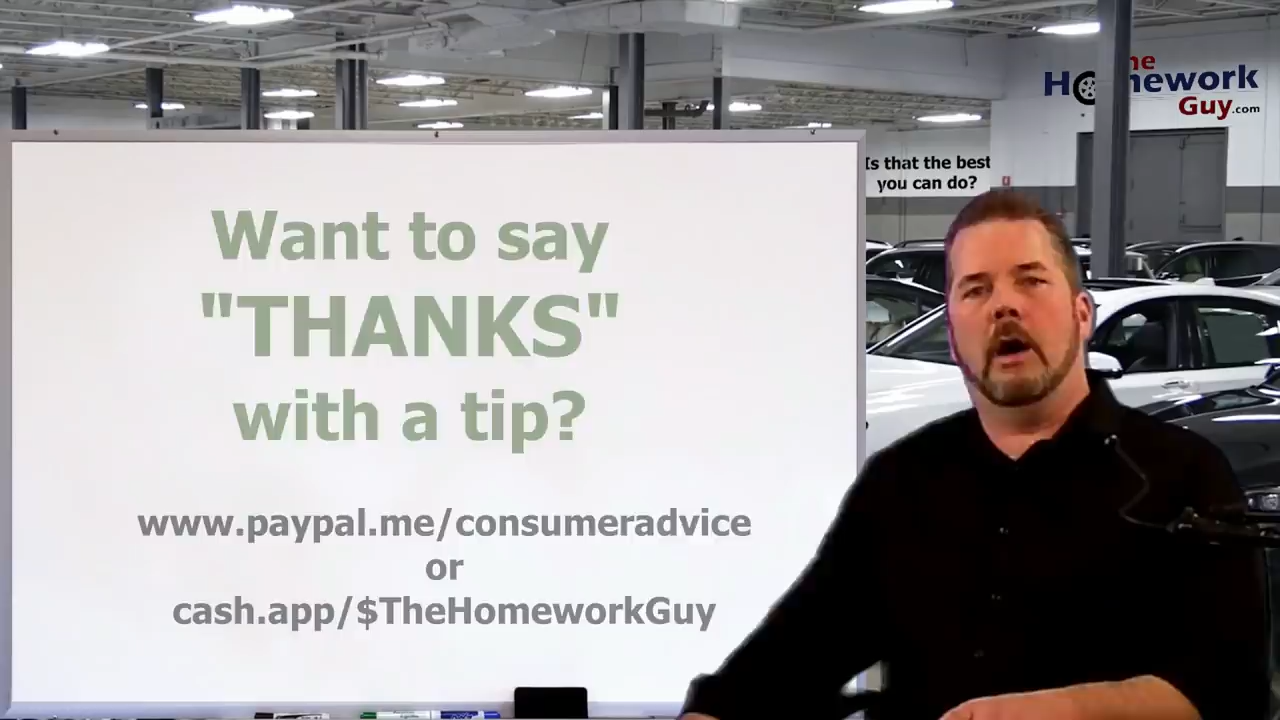 The
Homework
Guy.com
Is that the best
you can do?
Want to say
"THANKS"
with a tip?
www.paypal.me/consumeradvice
or
cash.app/$TheHomeworkGuy